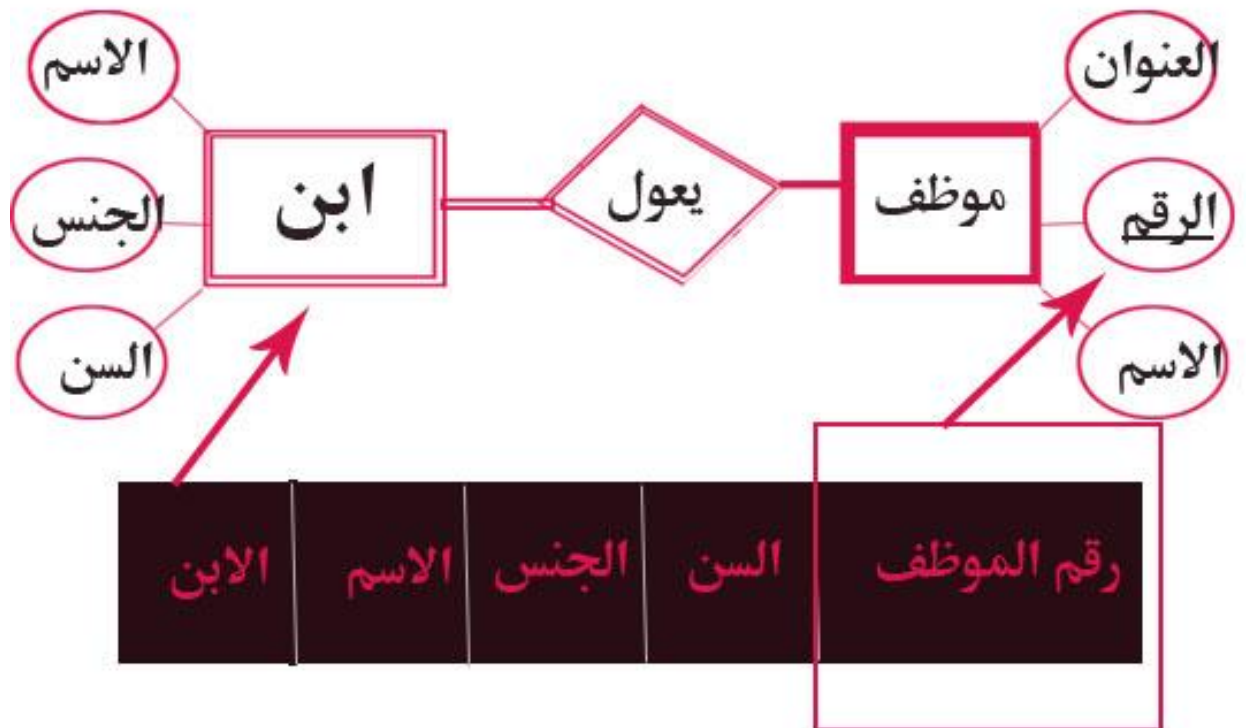 العنوان
الاسم
موظف
يعول
ابن
الرقم
الجنس
الاسم
السن
رقم الموظف
السن
الجنس
الاسم
الابن